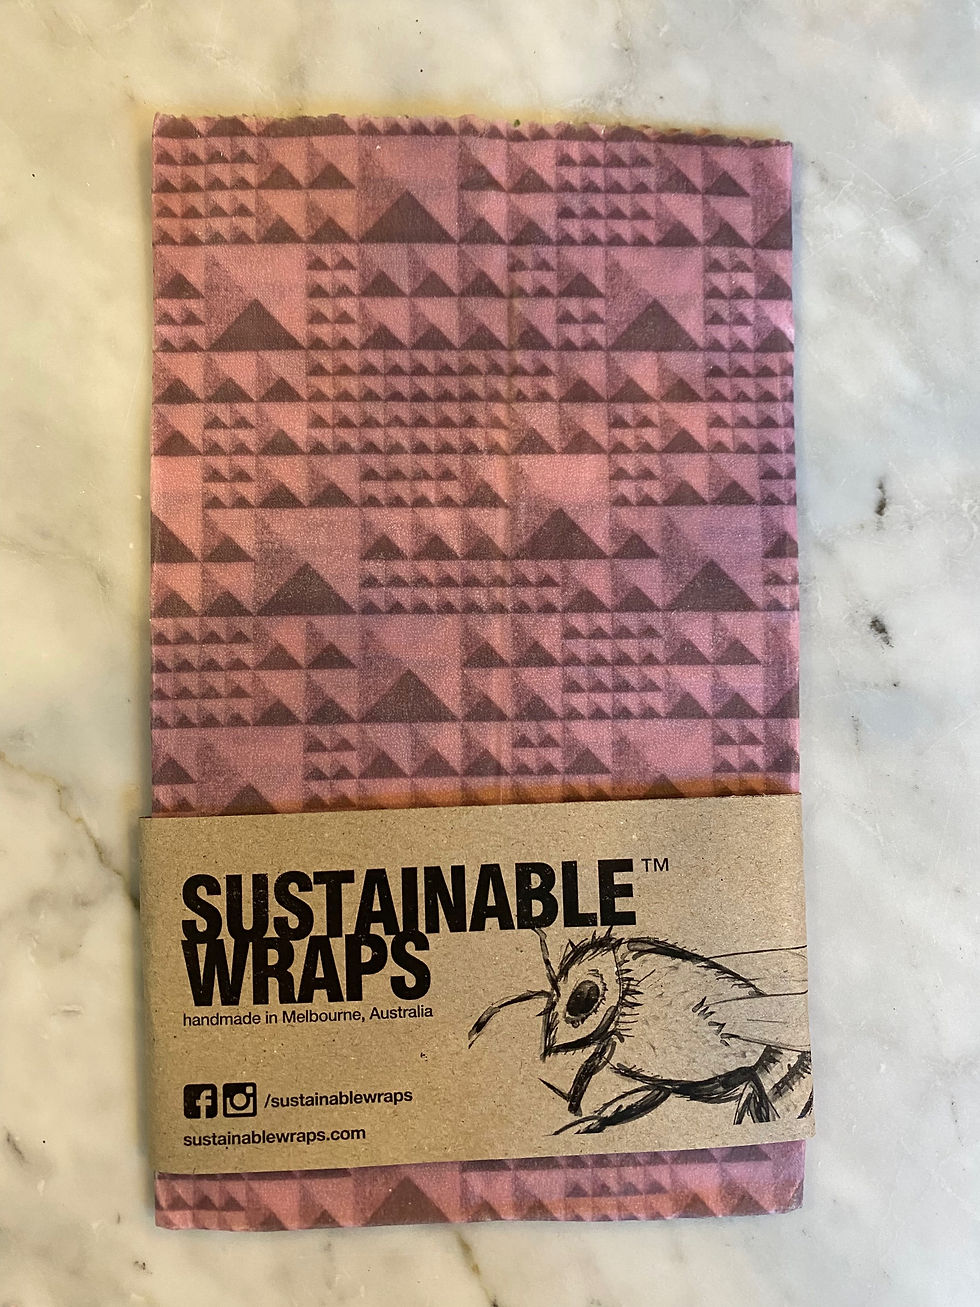 SUSTAINABLE™
WRAPS
handmade in Melbourne, Australia
/sustainablewraps
sustainablewraps.com